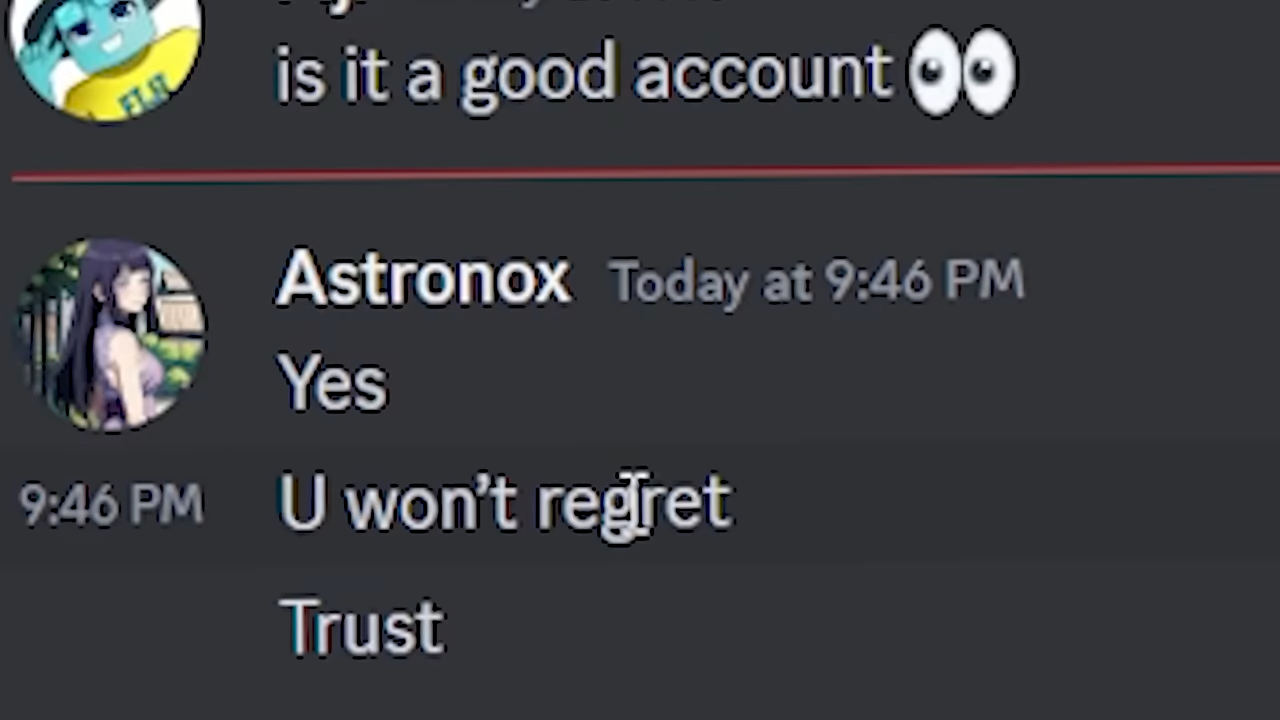 is it a good account 👀
Astronox Today at 9:46 PM
Yes
9:46 PM U won't regret
Trust